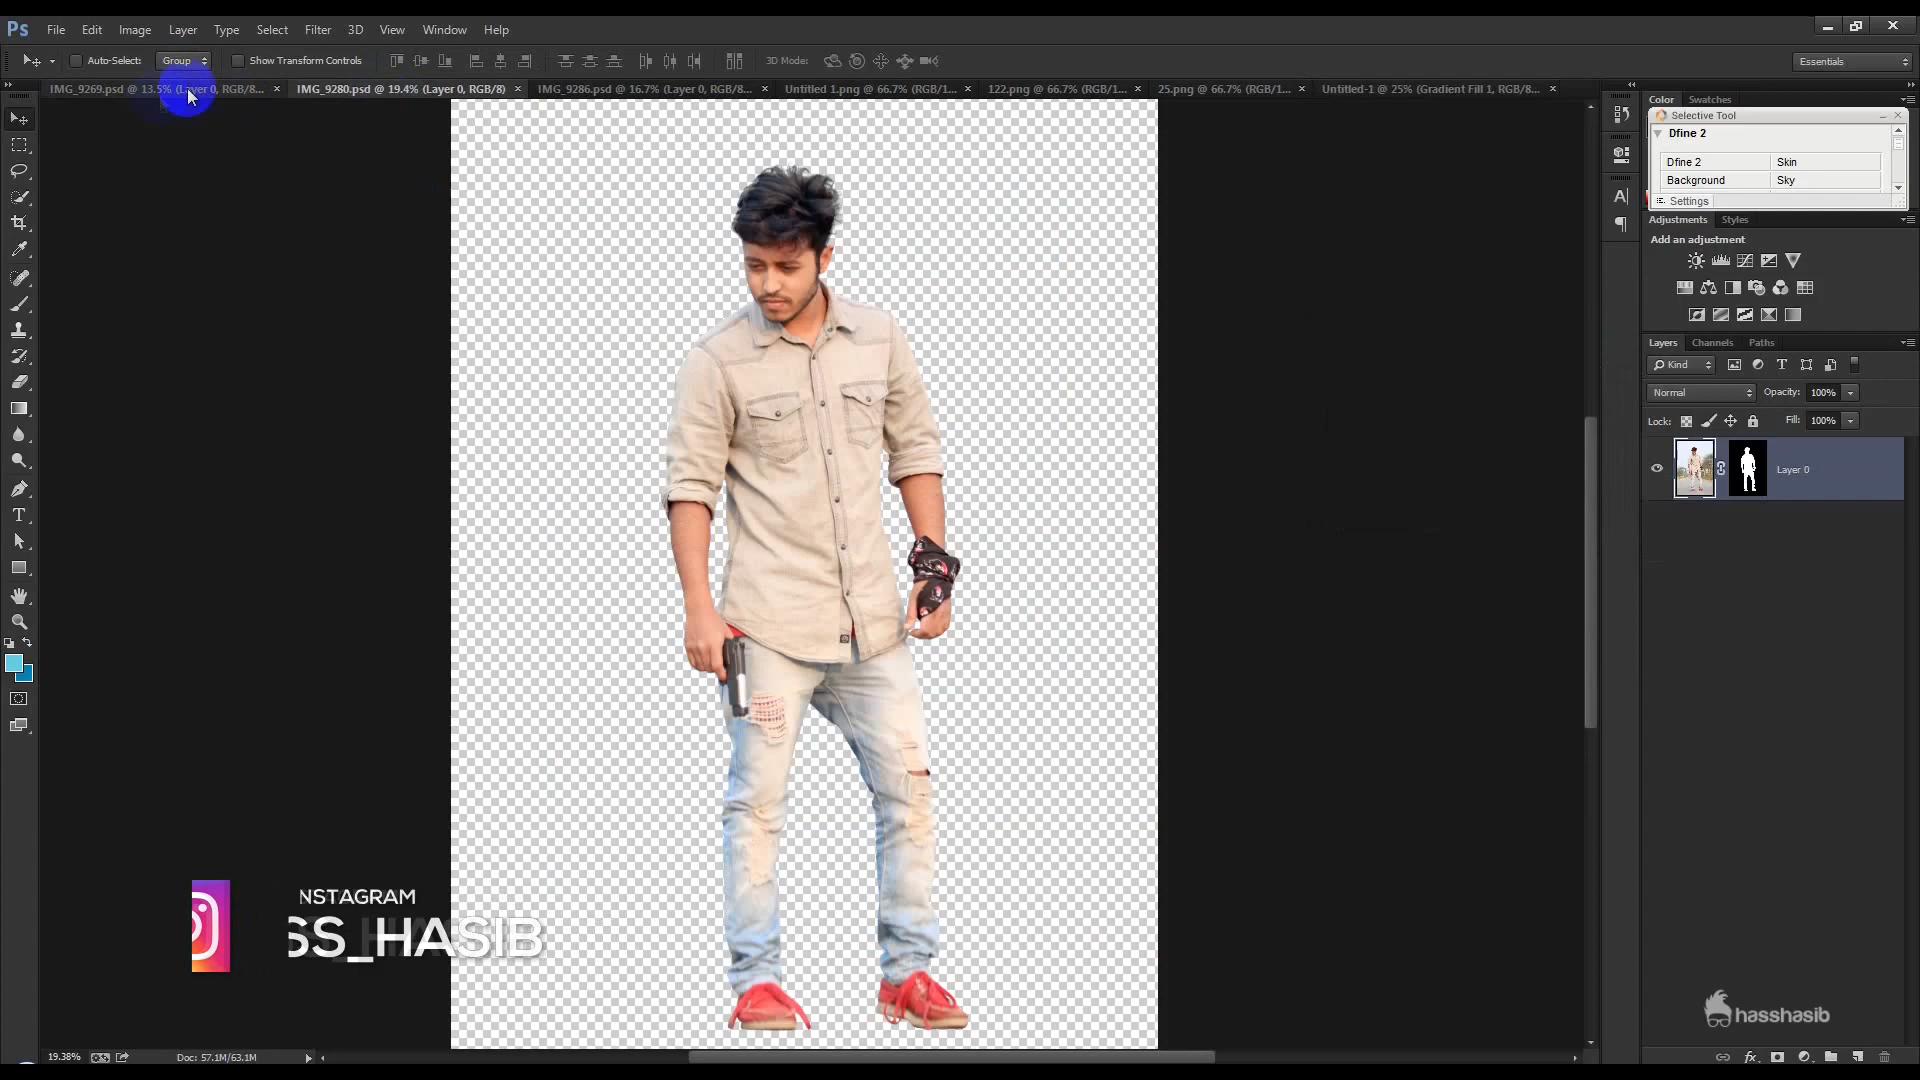 Ps File Edit Image Layer Type Select Filter 3D View Window Help
Auto-Select: Group Show Transform Controls 3D Mode: Essentials
IMG_9269.psd @ 13.5% (Layer 0, RGB/8... × IMG_9280.psd @ 19.4% (Layer 0, RGB/8) × IMG_9286.psd @ 16.7% (Layer 0, RGB/8... × Untitled 1.png @ 66.7% (RGB/1... × 122.png @ 66.7% (RGB/1... × 25.png @ 66.7% (RGB/1... × Untitled-1 @ 25% (Gradient Fill 1, RGB/8... ×
Color Swatches
Selective Tool
Dfine 2
Dfine 2 Skin
Background Sky
Settings
Adjustments Styles
Add an adjustment
Layers Channels Paths
Kind
Normal Opacity: 100%
Lock: Fill: 100%
Layer 0
NSTAGRAM
SS_HASIB
hasshasib
19.38% Doc: 57.1M/63.1M